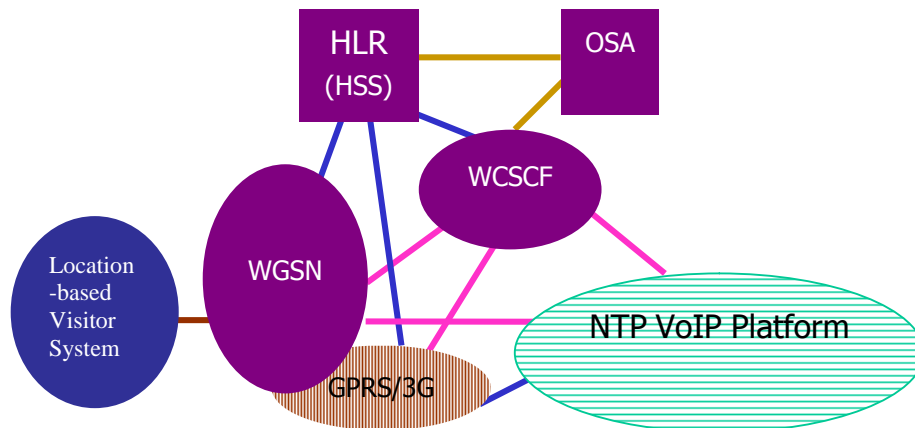 HLR
(HSS)
OSA
WCSCF
WGSN
Location
-based
Visitor
System
NTP VoIP Platform
GPRS/3G